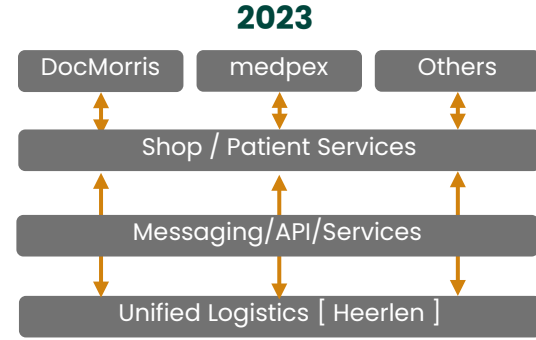 2023
DocMorris medpex Others
Shop / Patient Services
Messaging/API/Services
Unified Logistics [ Heerlen ]